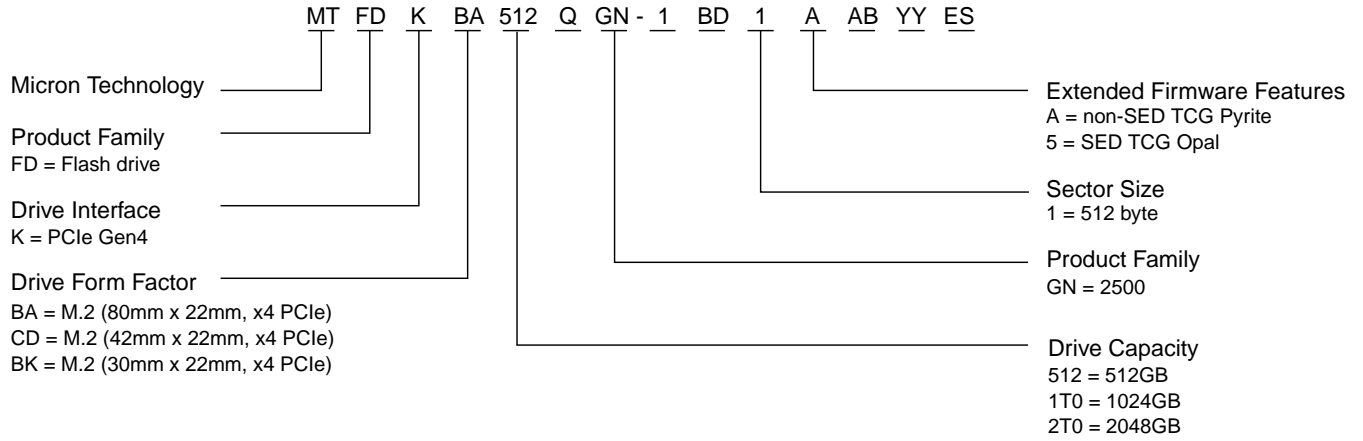 MT FD K BA 512 Q GN - 1 BD 1 A AB YY ES
Micron Technology
Product Family
FD = Flash drive
Drive Interface
K = PCIe Gen4
Drive Form Factor
BA = M.2 (80mm x 22mm, x4 PCIe)
CD = M.2 (42mm x 22mm, x4 PCIe)
BK = M.2 (30mm x 22mm, x4 PCIe)
Extended Firmware Features
A = non-SED TCG Pyrite
5 = SED TCG Opal
Sector Size
1 = 512 byte
Product Family
GN = 2500
Drive Capacity
512 = 512GB
1T0 = 1024GB
2T0 = 2048GB